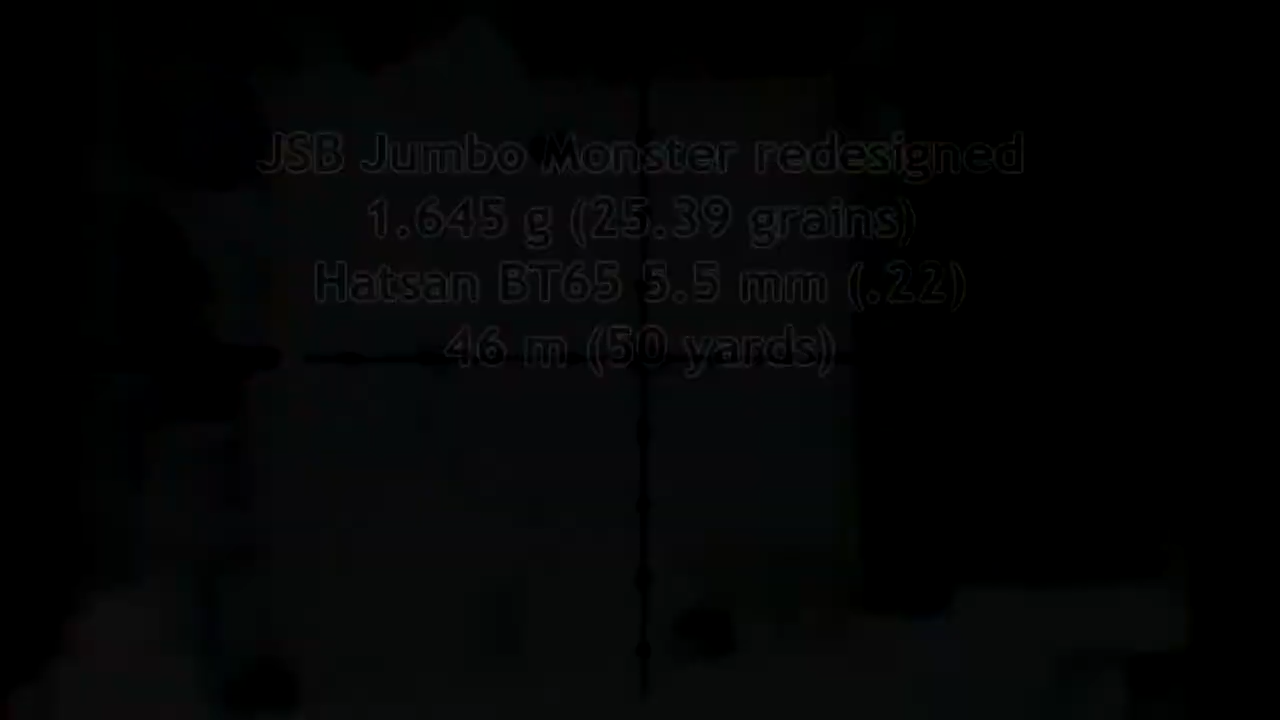 JSB Jumbo Monster redesigned
1.645 g (25.39 grains)
Hatsan BT65 5.5 mm (.22)
46 m (50 yards)